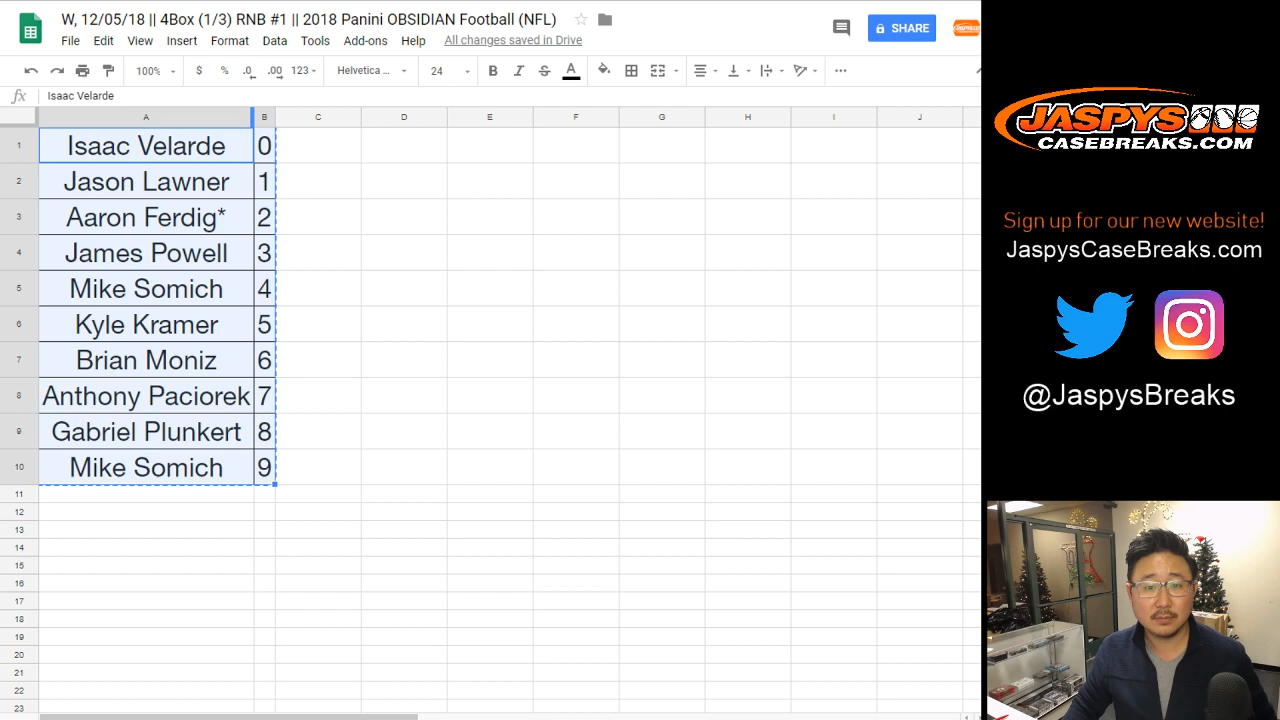 W, 12/05/18 || 4Box (1/3) RNB #1 || 2018 Panini OBSIDIAN Football (NFL)
File Edit View Insert Format Data Tools Add-ons Help All changes saved in Drive
SHARE
100% $ % .0 .00 123 Helvetica ... 24 B I S A
fx Isaac Velarde
A B C D E F G H I J
1 Isaac Velarde 0
2 Jason Lawner 1
3 Aaron Ferdig* 2
4 James Powell 3
5 Mike Somich 4
6 Kyle Kramer 5
7 Brian Moniz 6
8 Anthony Paciorek 7
9 Gabriel Plunkert 8
10 Mike Somich 9
11
12
13
14
15
16
17
18
19
20
21
22
23
JASPYS
CASEBREAKS.COM
Sign up for our new website!
JaspysCaseBreaks.com
@JaspysBreaks